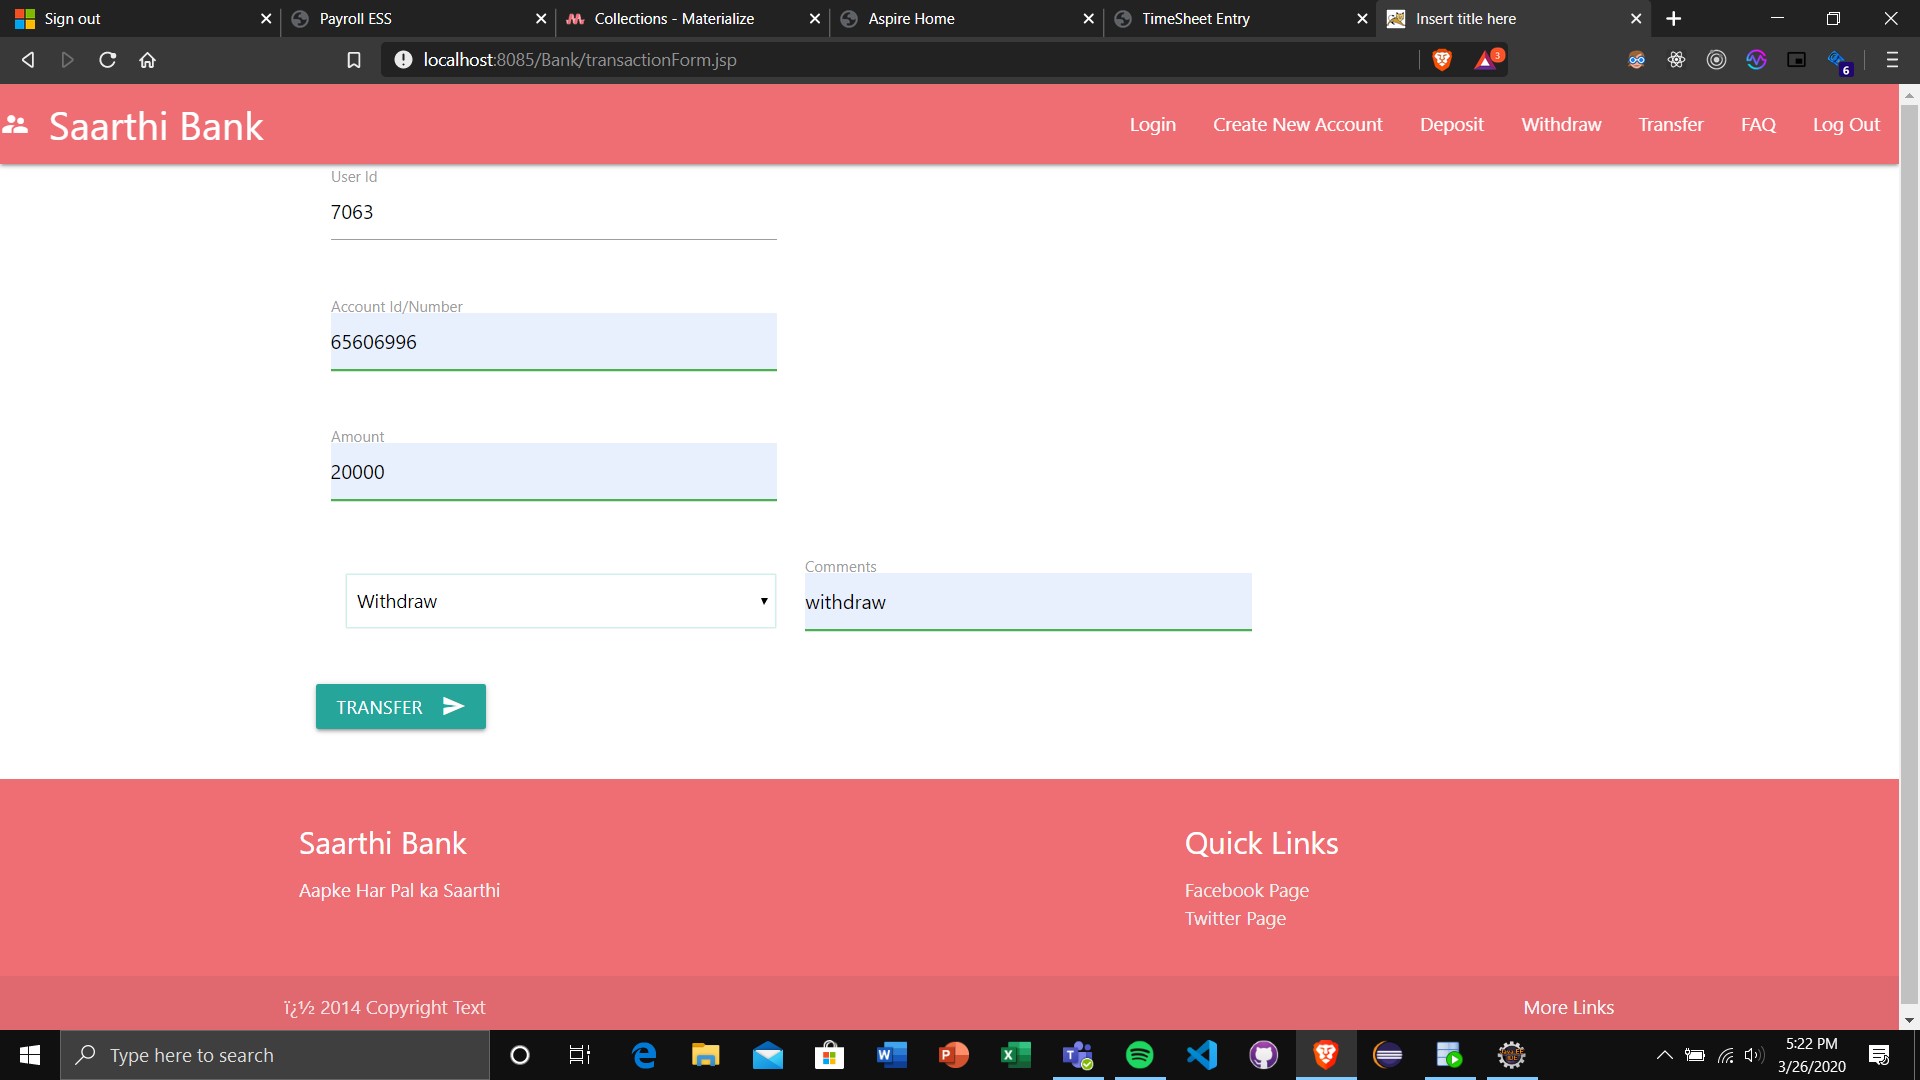 Sign out
Payroll ESS
Collections - Materialize
Aspire Home
TimeSheet Entry
Insert title here
localhost:8085/Bank/transactionForm.jsp
3
6
Saarthi Bank
Login
Create New Account
Deposit
Withdraw
Transfer
FAQ
Log Out
User Id
7063
Account Id/Number
65606996
Amount
20000
Withdraw
Comments
withdraw
TRANSFER
Saarthi Bank
Aapke Har Pal ka Saarthi
Quick Links
Facebook Page
Twitter Page
ï¿½ 2014 Copyright Text
More Links
Type here to search
5:22 PM
3/26/2020